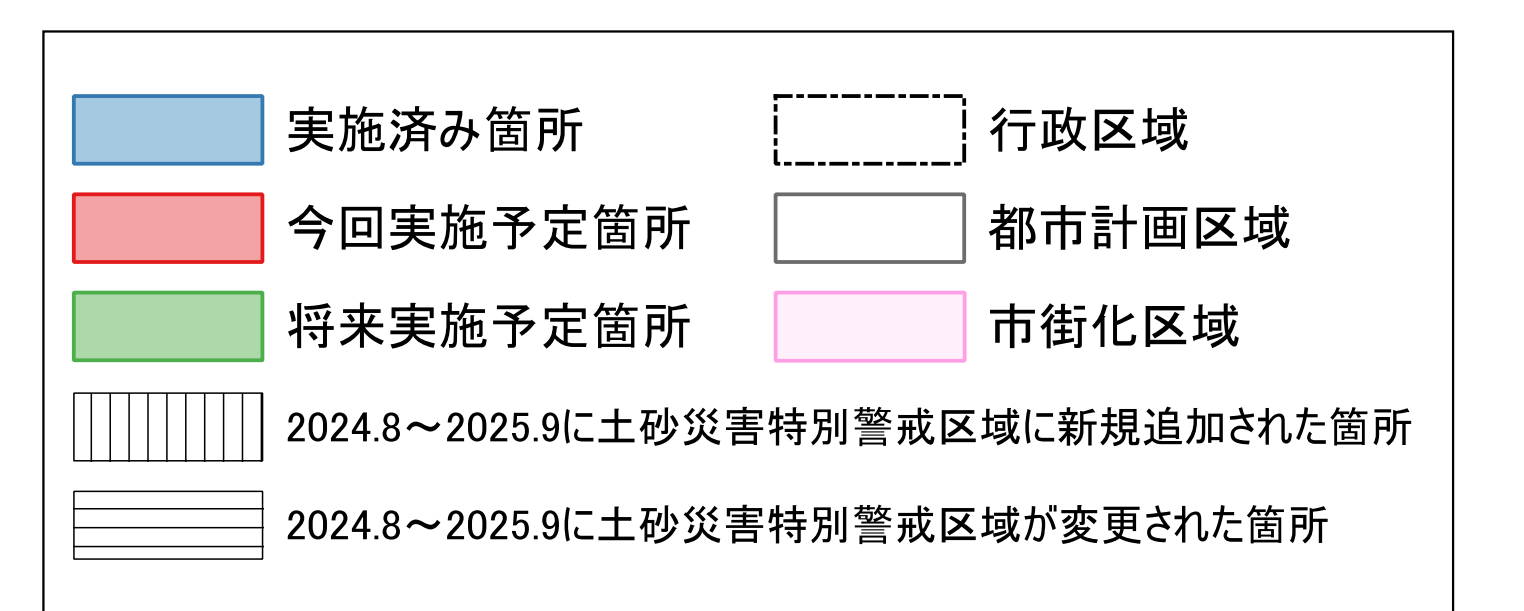 実施済み箇所
今回実施予定箇所
将来実施予定箇所
行政区域
都市計画区域
市街化区域
2024.8～2025.9に土砂災害特別警戒区域に新規追加された箇所
2024.8～2025.9に土砂災害特別警戒区域が変更された箇所